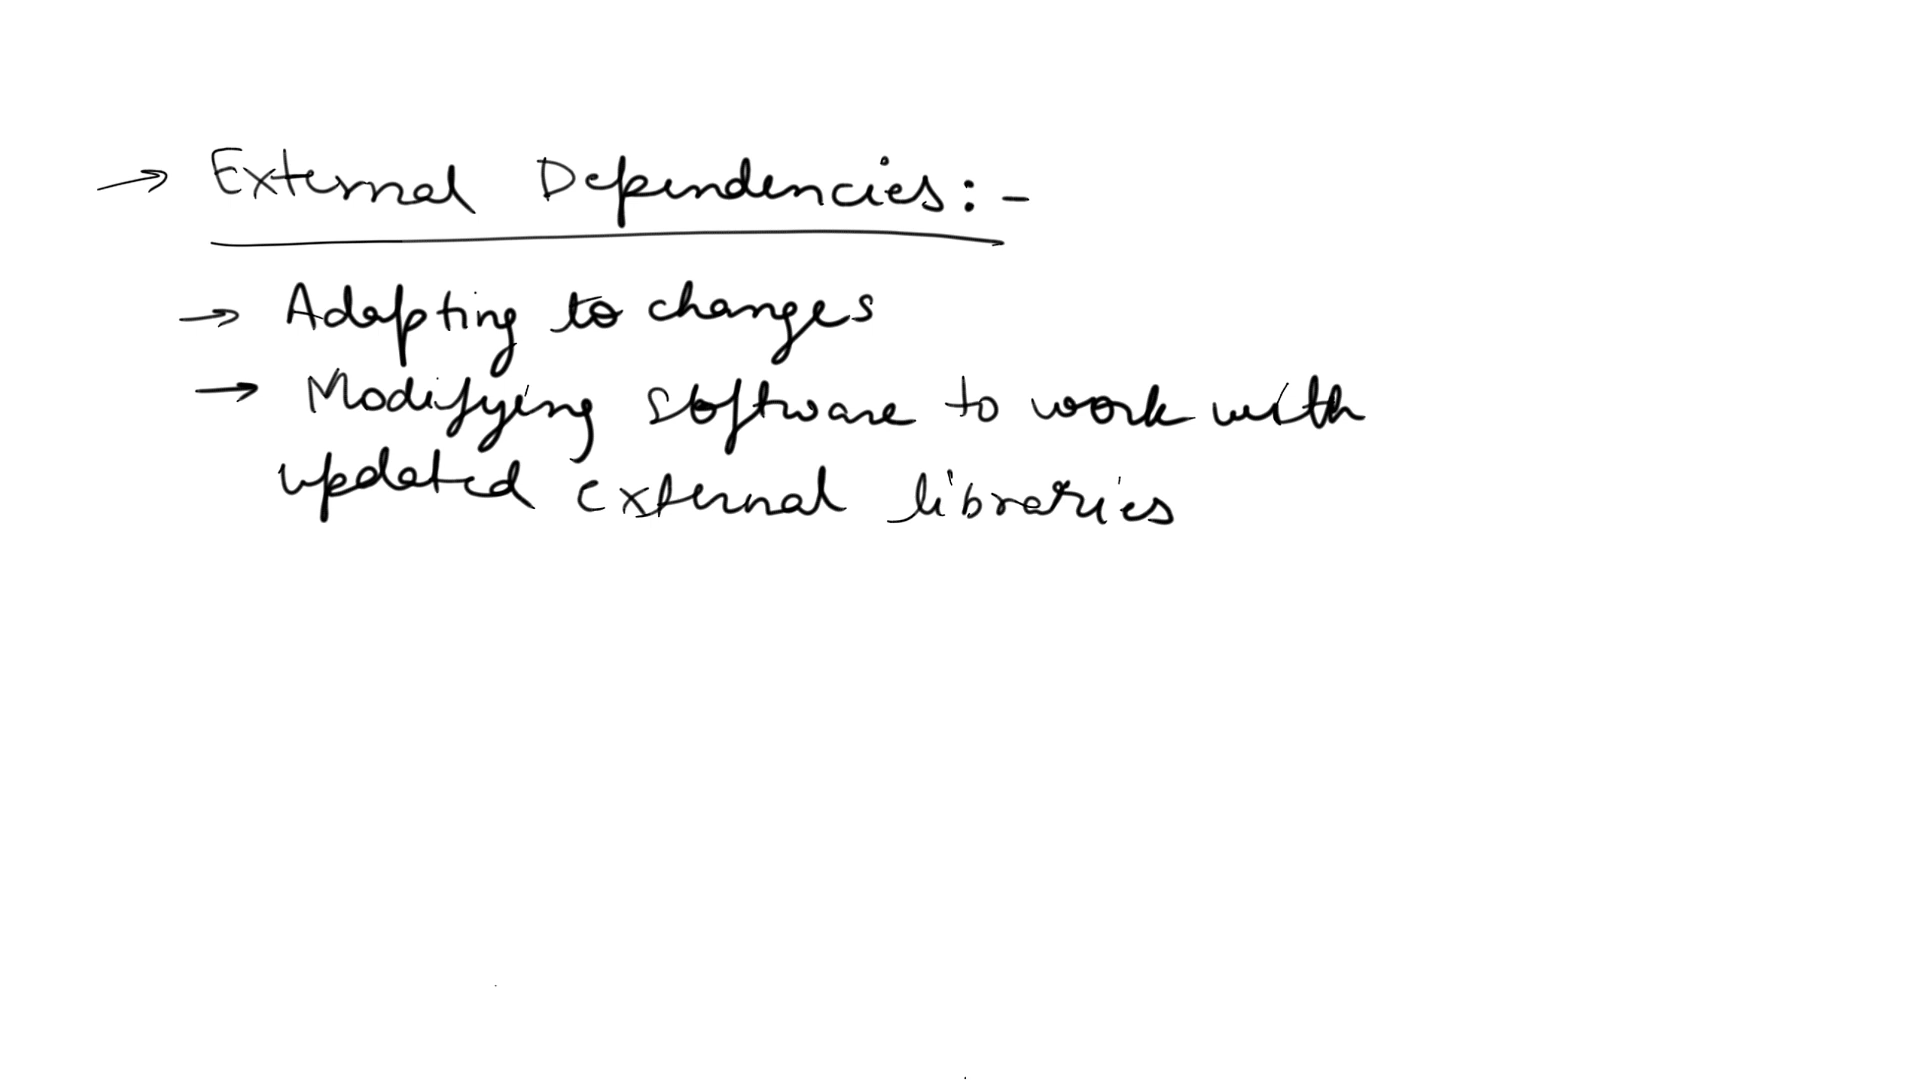 → External Dependencies:-
→ Adapting to changes
→ Modifying software to work with
updated external libraries